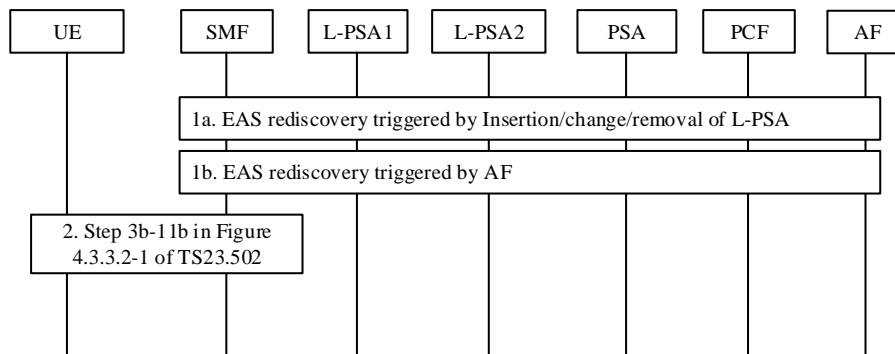 UE
SMF
L-PSA1
L-PSA2
PSA
PCF
AF
1a. EAS rediscovery triggered by Insertion/change/removal of L-PSA
1b. EAS rediscovery triggered by AF
2. Step 3b-11b in Figure
4.3.3.2-1 of TS23.502